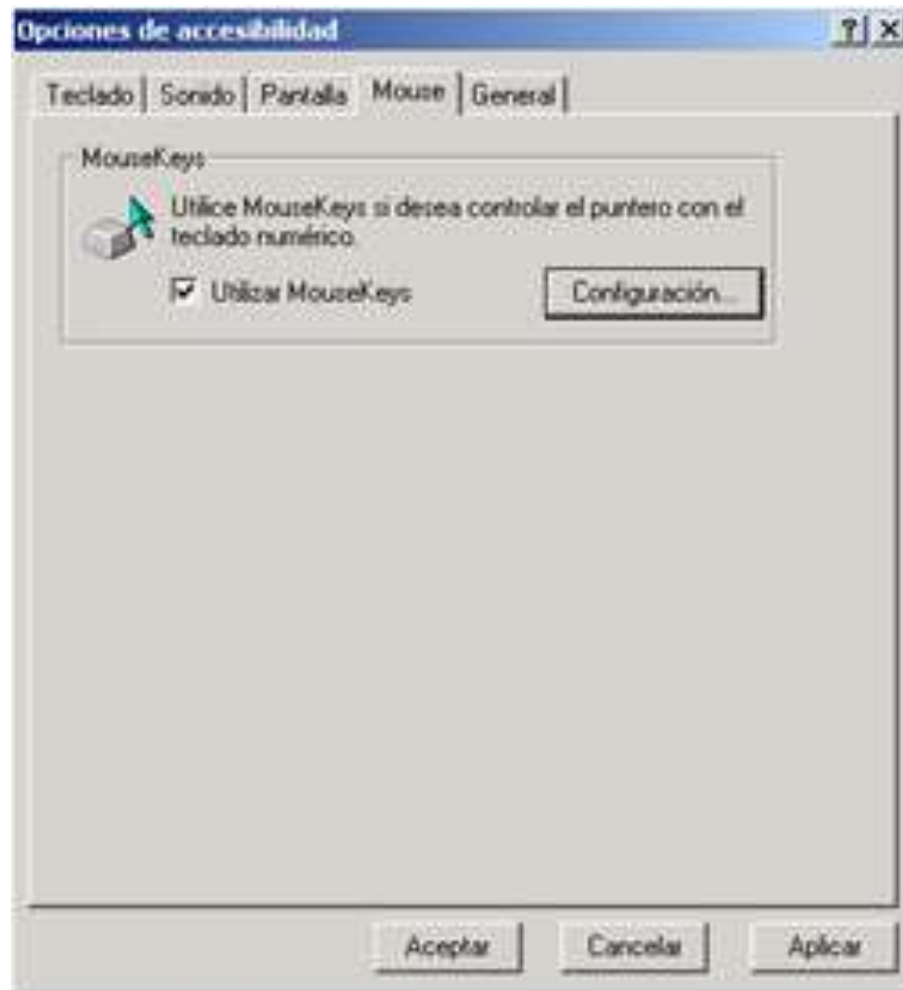 Opciones de accesibilidad
Teclado Sonido Pantalla Mouse General
MouseKeys
Utilice MouseKeys si desea controlar el puntero con el
teclado numérico.
Utilizar MouseKeys Configuración...
Aceptar Cancelar Aplicar